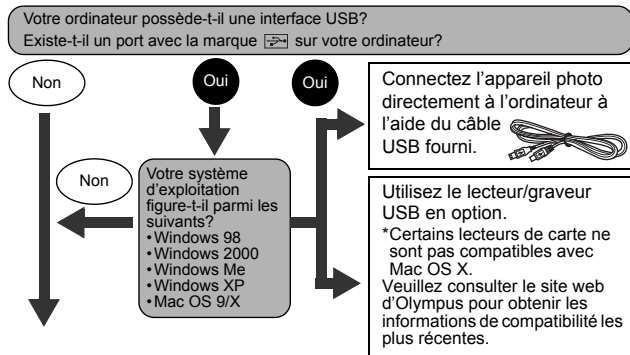 Votre ordinateur possède-t-il une interface USB?
Existe-t-il un port avec la marque sur votre ordinateur?
Non
Oui
Oui
Connectez l'appareil photo
directement à l'ordinateur à
l'aide du câble
USB fourni.
Non
Votre système
d'exploitation
figure-t-il parmi les
suivants?
•Windows 98
•Windows 2000
•Windows Me
•Windows XP
•Mac OS 9/X
Utilisez le lecteur/graveur
USB en option.
*Certains lecteurs de carte ne
sont pas compatibles avec
Mac OS X.
Veuillez consulter le site web
d'Olympus pour obtenir les
informations de compatibilité les
plus récentes.